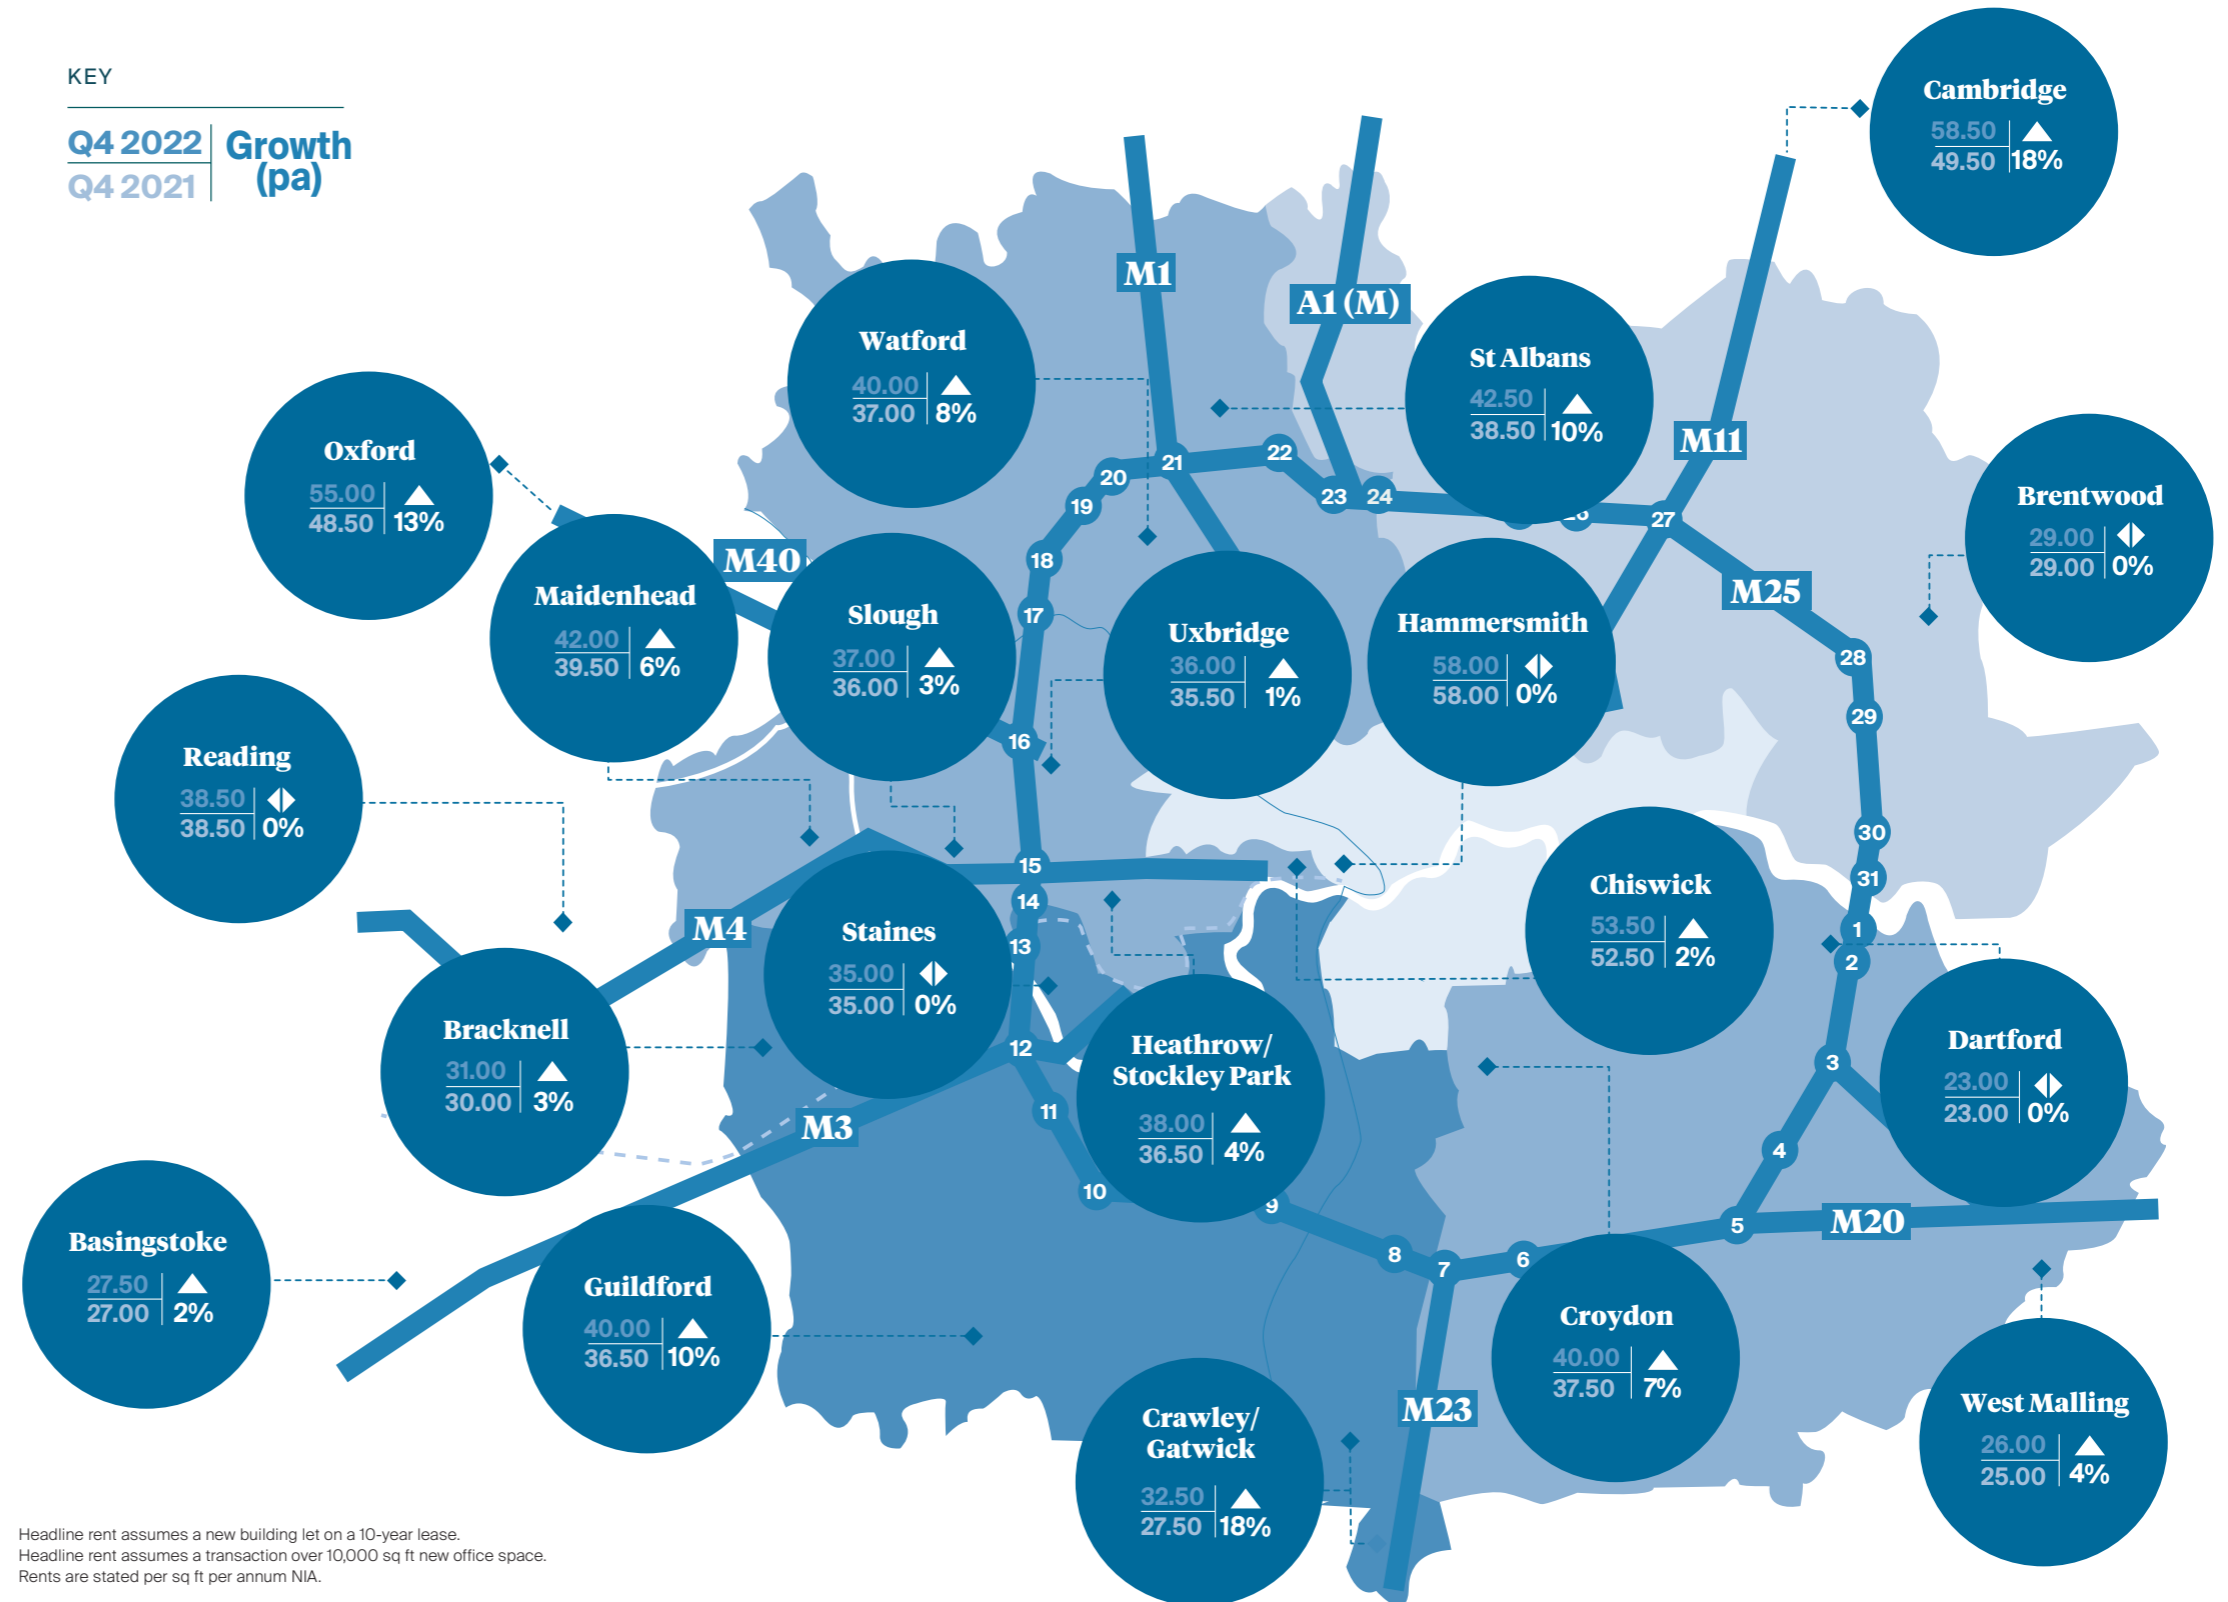 KEY
Q4 2022
Q4 2021
Growth
(pa)
Cambridge
58.50
49.50
18%
M1
A1 (M)
Watford
40.00
37.00
8%
St Albans
42.50
38.50
10%
M11
Oxford
55.00
48.50
13%
Brentwood
29.00
29.00
0%
22
21
20
19
23
24
27
18
17
M40
M25
Maidenhead
42.00
39.50
6%
Slough
37.00
36.00
3%
Uxbridge
36.00
35.50
1%
Hammersmith
58.00
58.00
0%
28
29
16
Reading
38.50
38.50
0%
30
31
15
14
13
1
2
M4
Staines
35.00
35.00
0%
Chiswick
53.50
52.50
2%
Bracknell
31.00
30.00
3%
12
11
10
Heathrow/
Stockley Park
38.00
36.50
4%
3
4
Dartford
23.00
23.00
0%
M3
9
8
7
6
5
M20
Basingstoke
27.50
27.00
2%
Guildford
40.00
36.50
10%
Croydon
40.00
37.50
7%
M23
Crawley/
Gatwick
32.50
27.50
18%
West Malling
26.00
25.00
4%
Headline rent assumes a new building let on a 10-year lease.
Headline rent assumes a transaction over 10,000 sq ft new office space.
Rents are stated per sq ft per annum NIA.